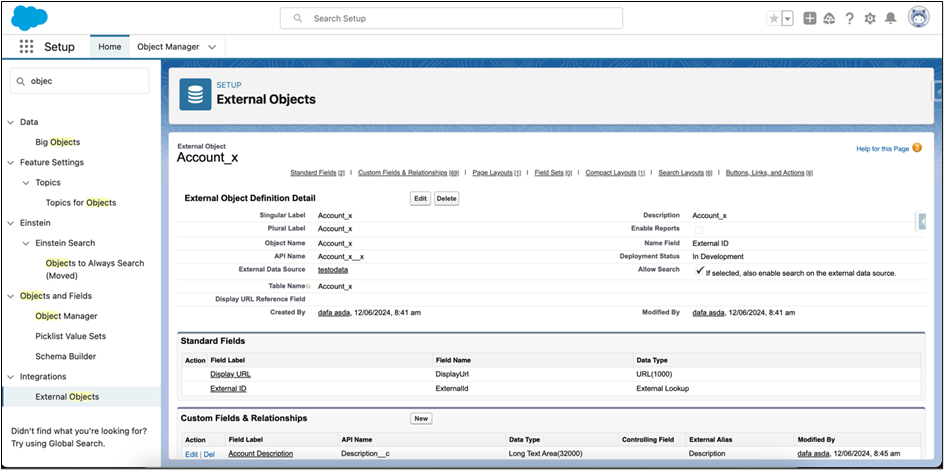 Search Setup
Setup
Home
Object Manager
objec
Data
Big Objects
Feature Settings
Topics
Topics for Objects
Einstein
Einstein Search
Objects to Always Search
(Moved)
Objects and Fields
Object Manager
Picklist Value Sets
Schema Builder
Integrations
External Objects
Didn't find what you're looking for?
Try using Global Search.
SETUP
External Objects
External Object
Account_x
Help for this Page
Standard Fields [2] | Custom Fields & Relationships [69] | Page Layouts [1] | Field Sets [0] | Compact Layouts [1] | Search Layouts [6] | Buttons, Links, and Actions [8]
External Object Definition Detail Edit Delete
Singular Label Account_x Description Account_x
Plural Label Account_x Enable Reports
Object Name Account_x Name Field External ID
API Name Account_x__x Deployment Status In Development
External Data Source testodata Allow Search If selected, also enable search on the external data source.
Table Name Account_x
Display URL Reference Field
Created By dafa asda, 12/06/2024, 8:41 am Modified By dafa asda, 12/06/2024, 8:41 am
Standard Fields
Action Field Label Field Name Data Type
Display URL DisplayUrl URL(1000)
External ID ExternalId External Lookup
Custom Fields & Relationships New
Action Field Label API Name Data Type Controlling Field External Alias Modified By
Edit | Del Account Description Description__c Long Text Area(32000) Description dafa asda, 12/06/2024, 8:45 am